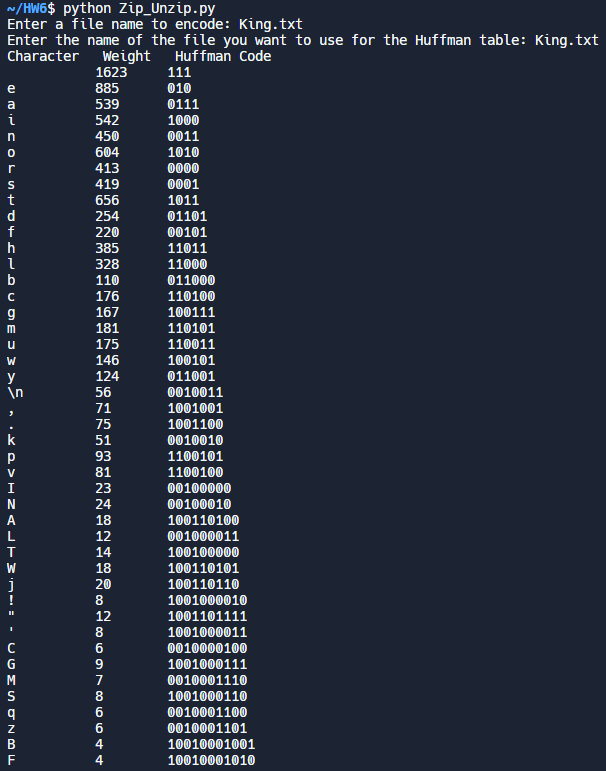 ~/HW6$ python Zip_Unzip.py
Enter a file name to encode: King.txt
Enter the name of the file you want to use for the Huffman table: King.txt
Character   Weight   Huffman Code
           1623     111
e          885      010
a          539      0111
i          542      1000
n          450      0011
o          604      1010
r          413      0000
s          419      0001
t          656      1011
d          254      01101
f          220      00101
h          385      11011
l          328      11000
b          110      011000
c          176      110100
g          167      100111
m          181      110101
u          175      110011
w          146      100101
y          124      011001
\n         56       0010011
,          71       1001001
.          75       1001100
k          51       0010010
p          93       1100101
v          81       1100100
I          23       00100000
N          24       00100010
A          18       100110100
L          12       001000011
T          14       100100000
W          18       100110101
j          20       100110110
!          8        1001000010
"          12       1001101111
'          8        1001000011
C          6        0010000100
G          9        1001000111
M          7        0010001110
S          8        1001000110
q          6        0010001100
z          6        0010001101
B          4        10010001001
F          4        10010001010